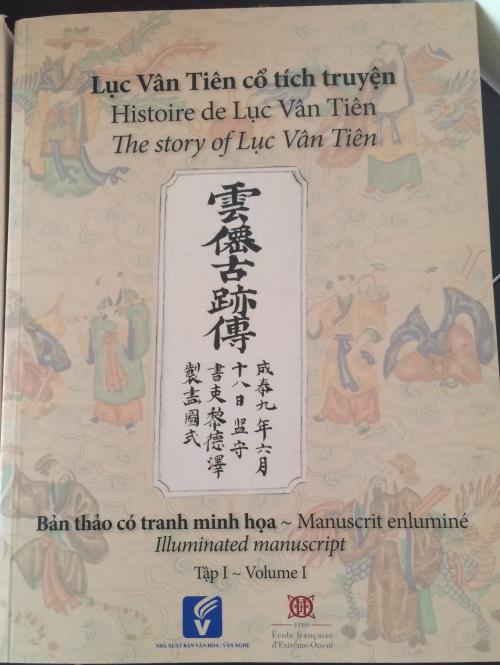 Lục Vân Tiên cổ tích truyện
Histoire de Lục Vân Tiên
The story of Lục Vân Tiên
雲僊古跡傳
成泰九年六月
十八日监守
書吏黎德澤
製畫圖式
Bản thảo có tranh minh họa ~ Manuscrit enluminé
Illuminated manuscript
Tập I ~ Volume I
NHÀ XUẤT BẢN VĂN HÓA - VĂN NGHỆ
EFEO
École française
d'Extrême-Orient